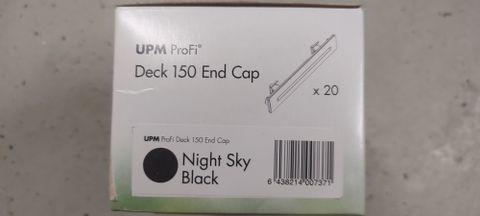 UPM ProFi®
Deck 150 End Cap
x 20
UPM ProFi Deck 150 End Cap
Night Sky
Black
6 438214 007371